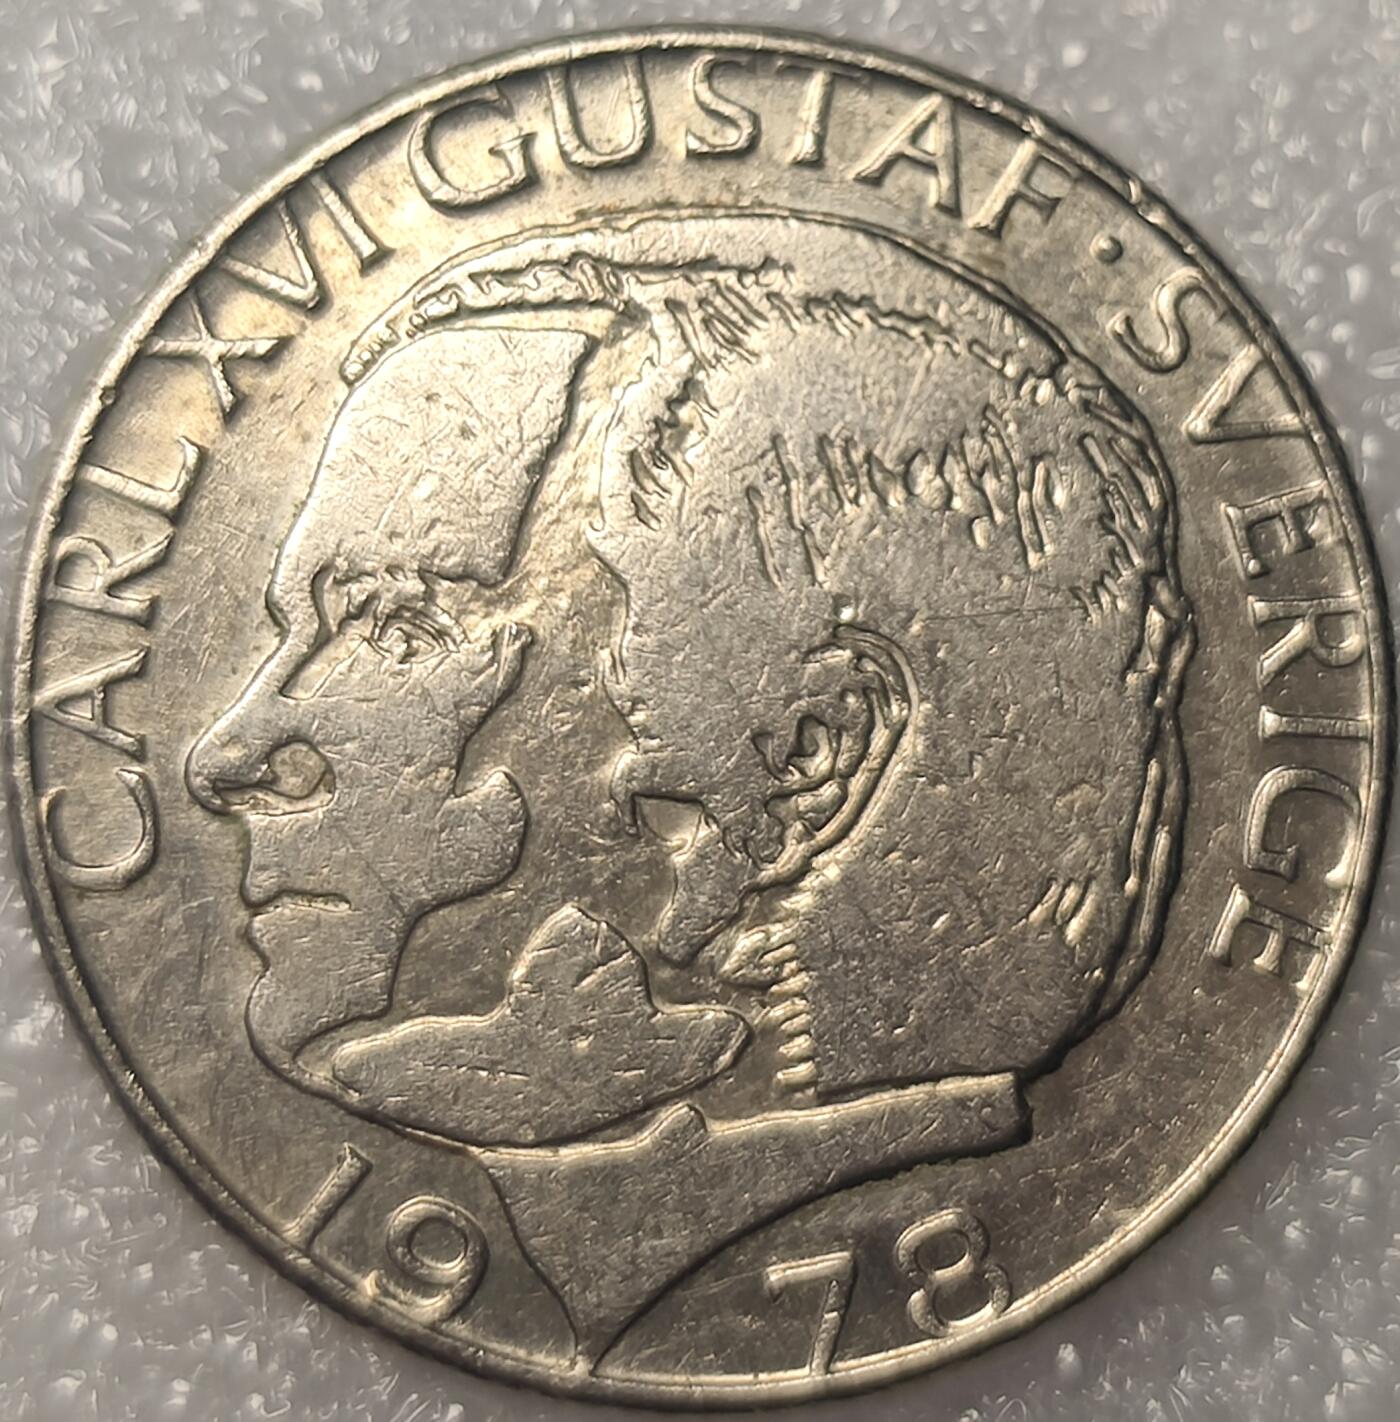 CARL XVI GUSTAF · SVERIGE
1978